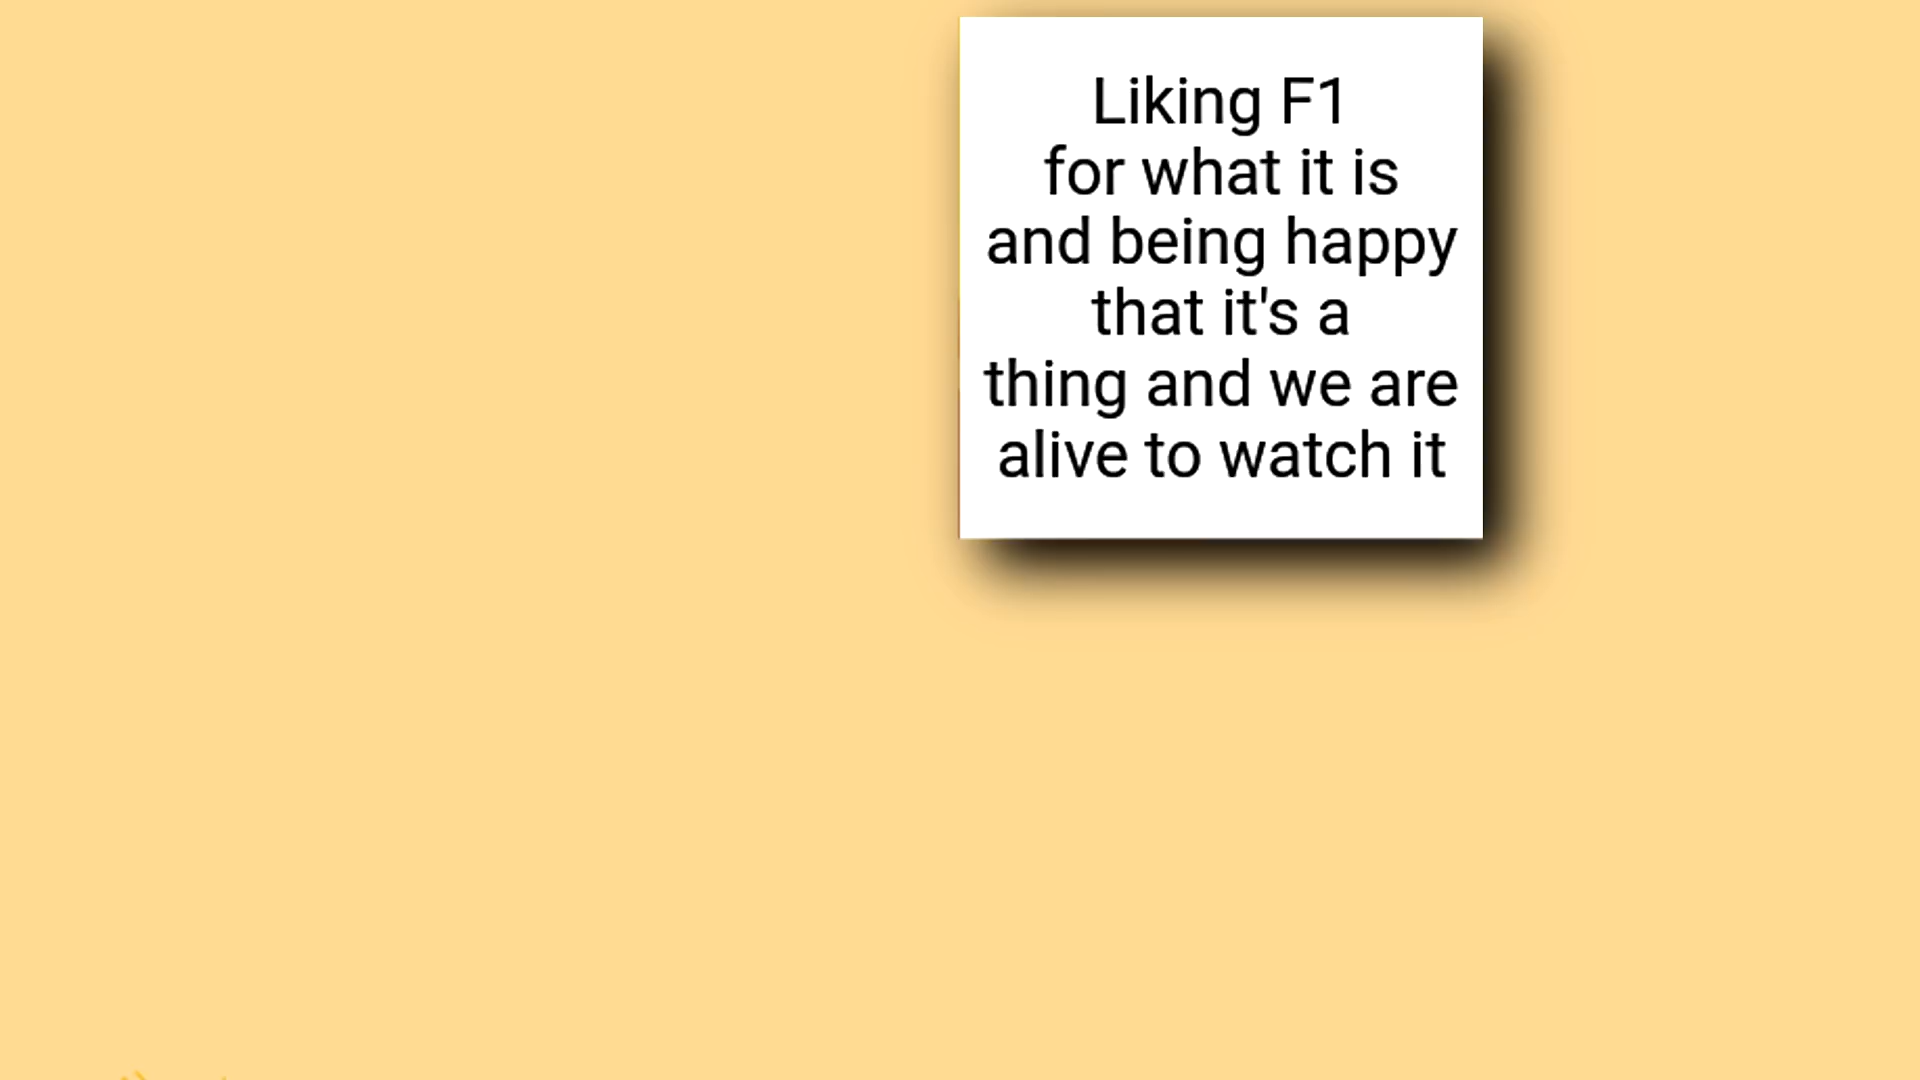 Liking F1
for what it is
and being happy
that it's a
thing and we are
alive to watch it